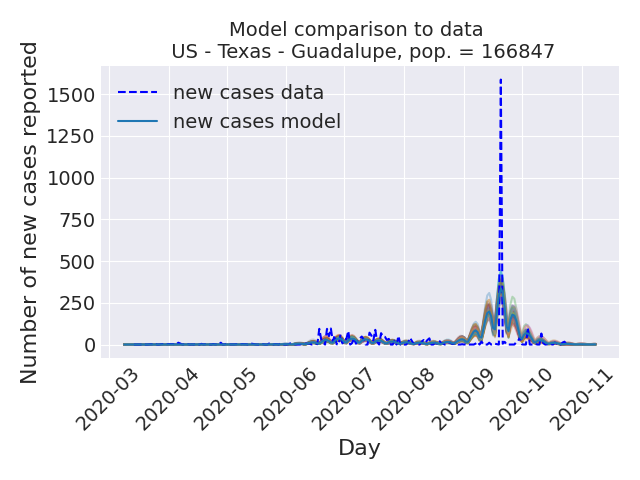 Model comparison to data
US - Texas - Guadalupe, pop. = 166847
Number of new cases reported
1500
1250
1000
750
500
250
0
new cases data
new cases model
2020-03
2020-04
2020-05
2020-06
2020-07
2020-08
2020-09
2020-10
2020-11
Day